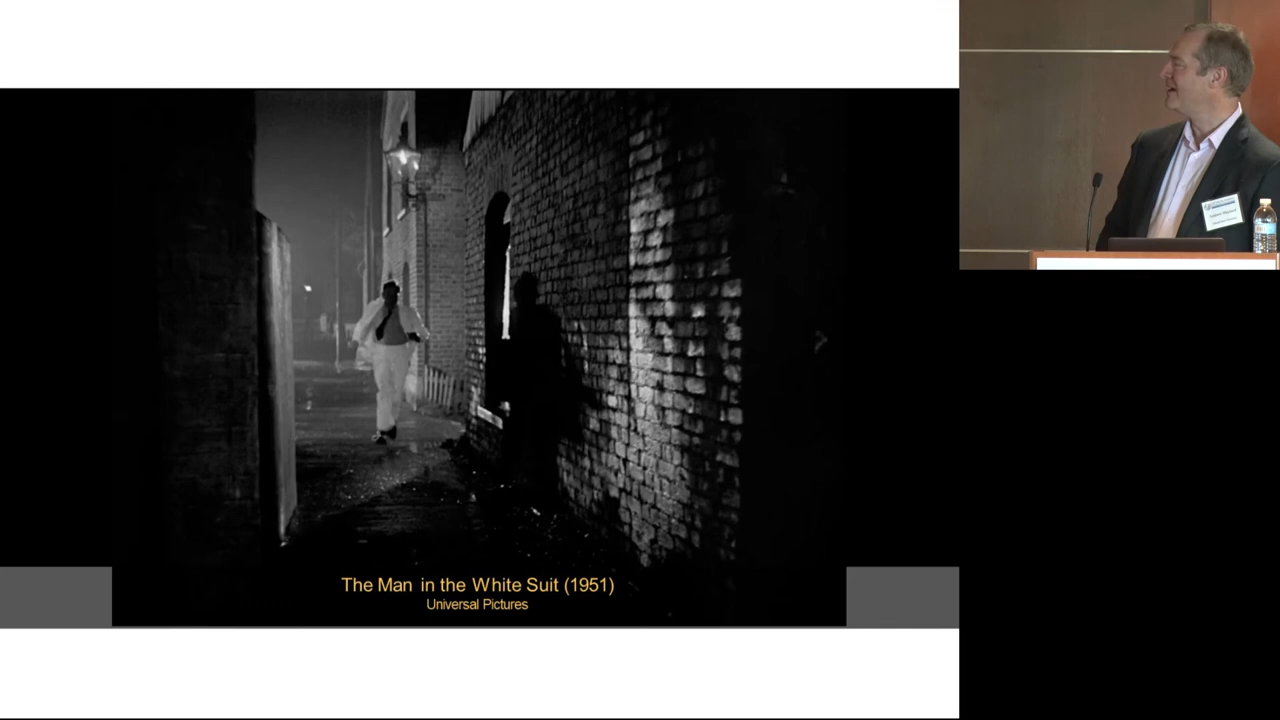 The Man in the White Suit (1951)
Universal Pictures